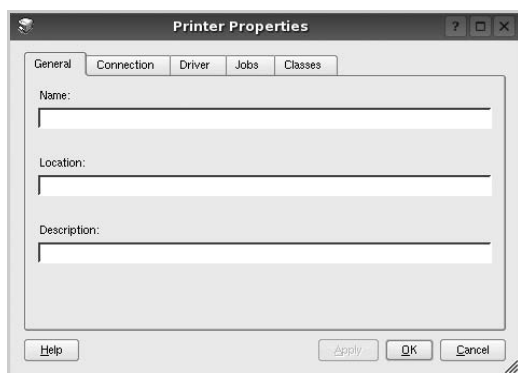 Printer Properties
General Connection Driver Jobs Classes
Name:
Location:
Description:
Help Apply OK Cancel